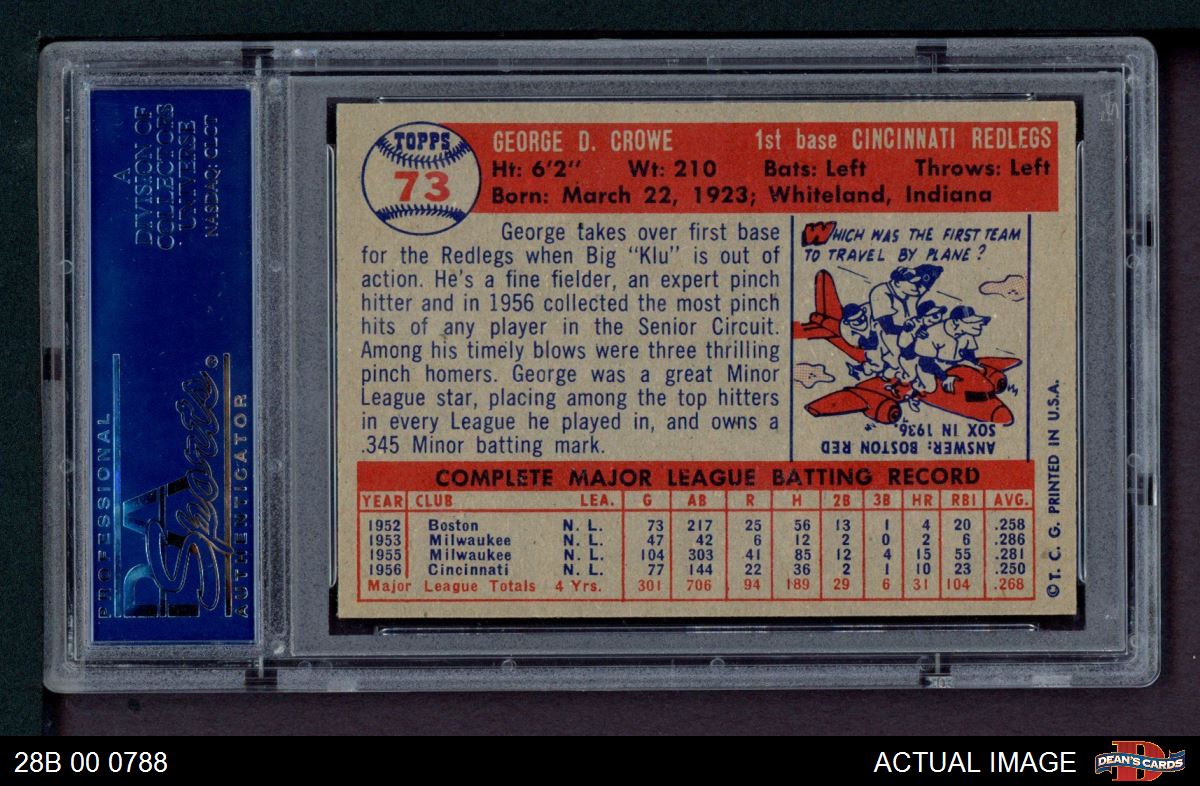 A
DIVISION OF
COLLECTORS
UNIVERSE
NASDAQ: CLCT
PROFESSIONAL
PSA
Sports
AUTHENTICATOR
TOPPS
73
GEORGE D. CROWE 1st base CINCINNATI REDLEGS
Ht: 6'2" Wt: 210 Bats: Left Throws: Left
Born: March 22, 1923; Whiteland, Indiana
George takes over first base
for the Redlegs when Big "Klu" is out of
action. He's a fine fielder, an expert pinch
hitter and in 1956 collected the most pinch
hits of any player in the Senior Circuit.
Among his timely blows were three thrilling
pinch homers. George was a great Minor
League star, placing among the top hitters
in every League he played in, and owns a
.345 Minor batting mark.
WHICH WAS THE FIRST TEAM
TO TRAVEL BY PLANE?
ANSWER: BOSTON RED
SOX IN 1936.
COMPLETE MAJOR LEAGUE BATTING RECORD
YEAR CLUB LEA. G AB R H 2B 3B HR RBI AVG.
1952 Boston N. L. 73 217 25 56 13 1 4 20 .258
1953 Milwaukee N. L. 47 42 6 12 2 0 2 6 .286
1955 Milwaukee N. L. 104 303 41 85 12 4 15 55 .281
1956 Cincinnati N. L. 77 144 22 36 2 1 10 23 .250
Major League Totals 4 Yrs. 301 706 94 189 29 6 31 104 .268
© T. C. G. PRINTED IN U.S.A.
28B 00 0788
ACTUAL IMAGE
DEAN'S CARDS